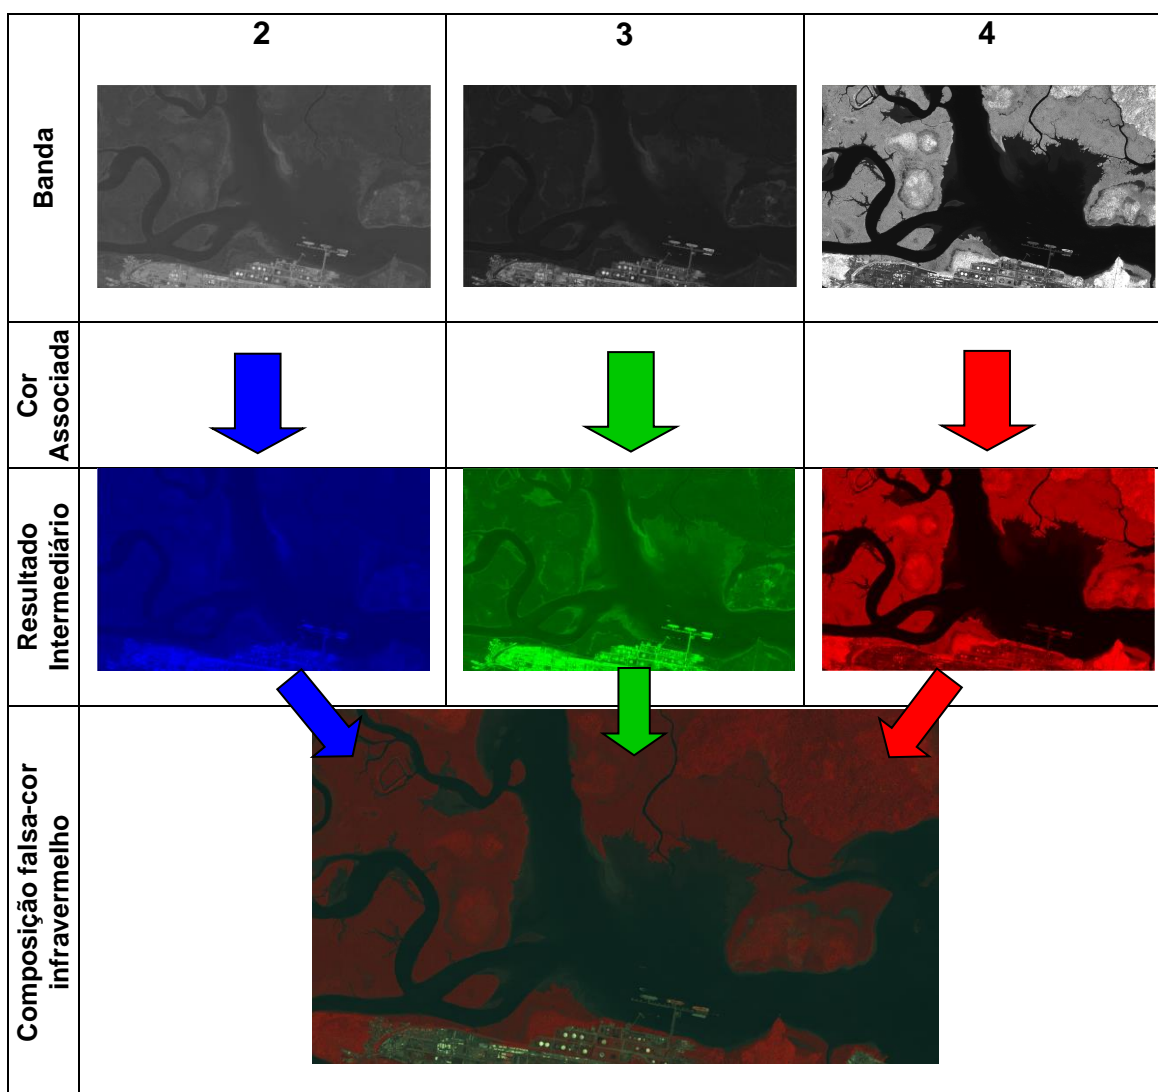 2
3
4
Banda
Cor
Associada
Resultado
Intermediário
Composição falsa-cor
infravermelho